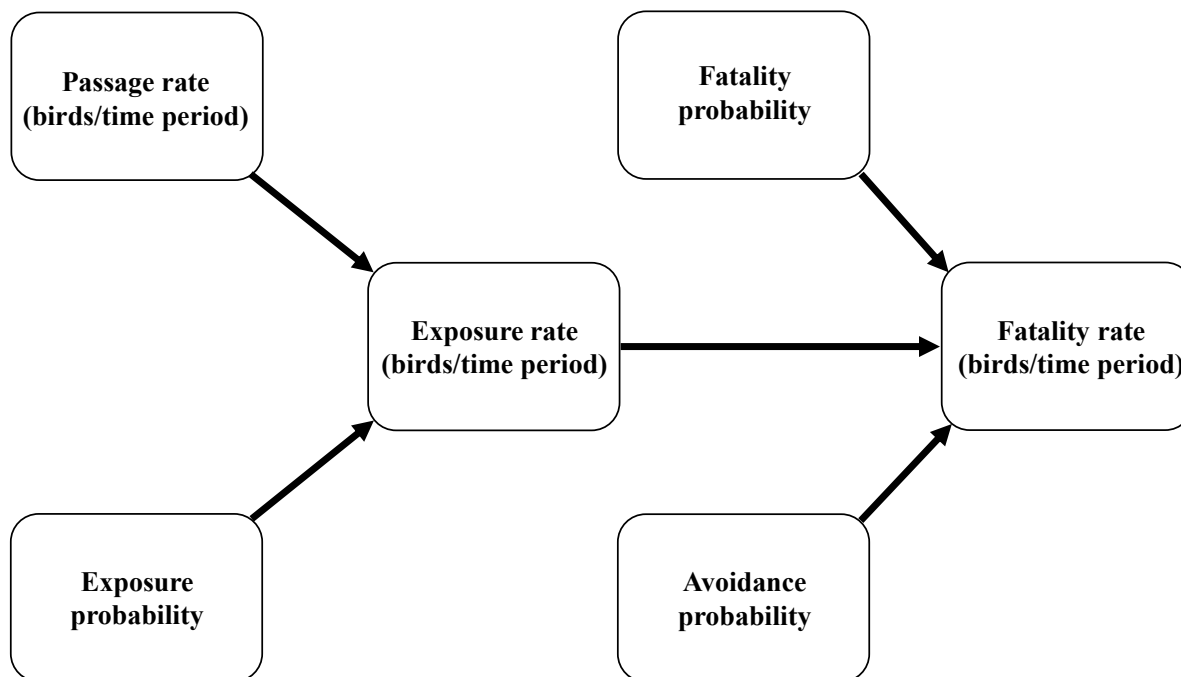 Passage rate
(birds/time period)
Fatality
probability
Exposure rate
(birds/time period)
Fatality rate
(birds/time period)
Exposure
probability
Avoidance
probability